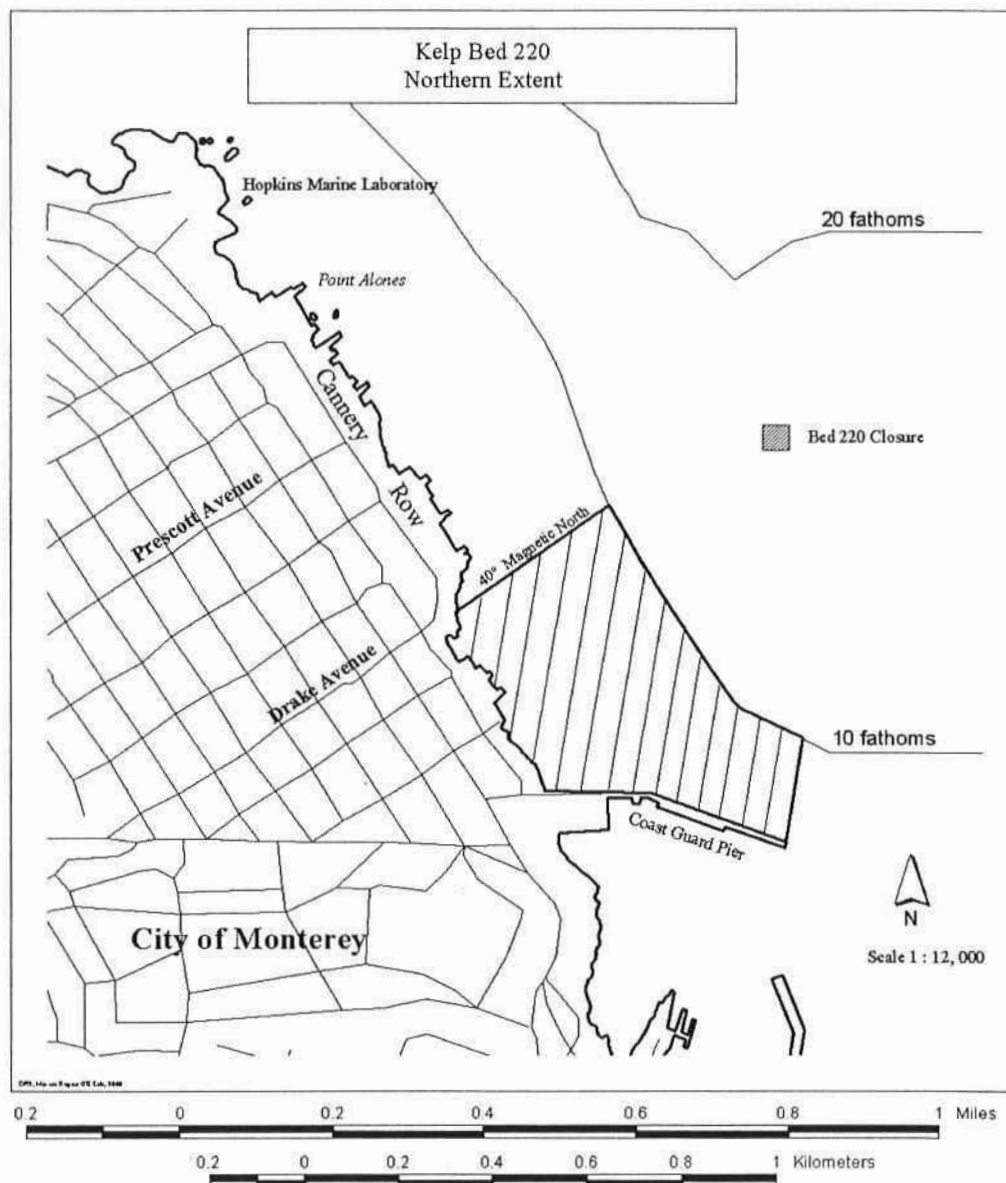 Kelp Bed 220
Northern Extent
Hopkins Marine Laboratory
20 fathoms
Point Alones
Cannery
Row
Bed 220 Closure
Prescott Avenue
40° Magnetic North
Drake Avenue
10 fathoms
Coast Guard Pier
City of Monterey
N
Scale 1 : 12, 000
0.2 0 0.2 0.4 0.6 0.8 1 Miles
0.2 0 0.2 0.4 0.6 0.8 1 Kilometers